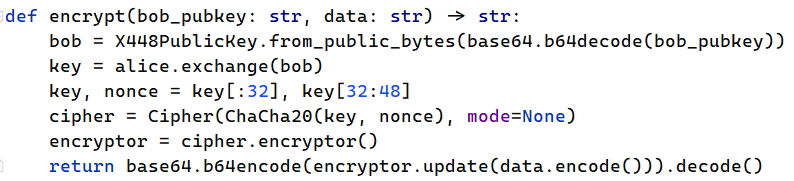 def encrypt(bob_pubkey: str, data: str) -> str:
    bob = X448PublicKey.from_public_bytes(base64.b64decode(bob_pubkey))
    key = alice.exchange(bob)
    key, nonce = key[:32], key[32:48]
    cipher = Cipher(ChaCha20(key, nonce), mode=None)
    encryptor = cipher.encryptor()
    return base64.b64encode(encryptor.update(data.encode())).decode()